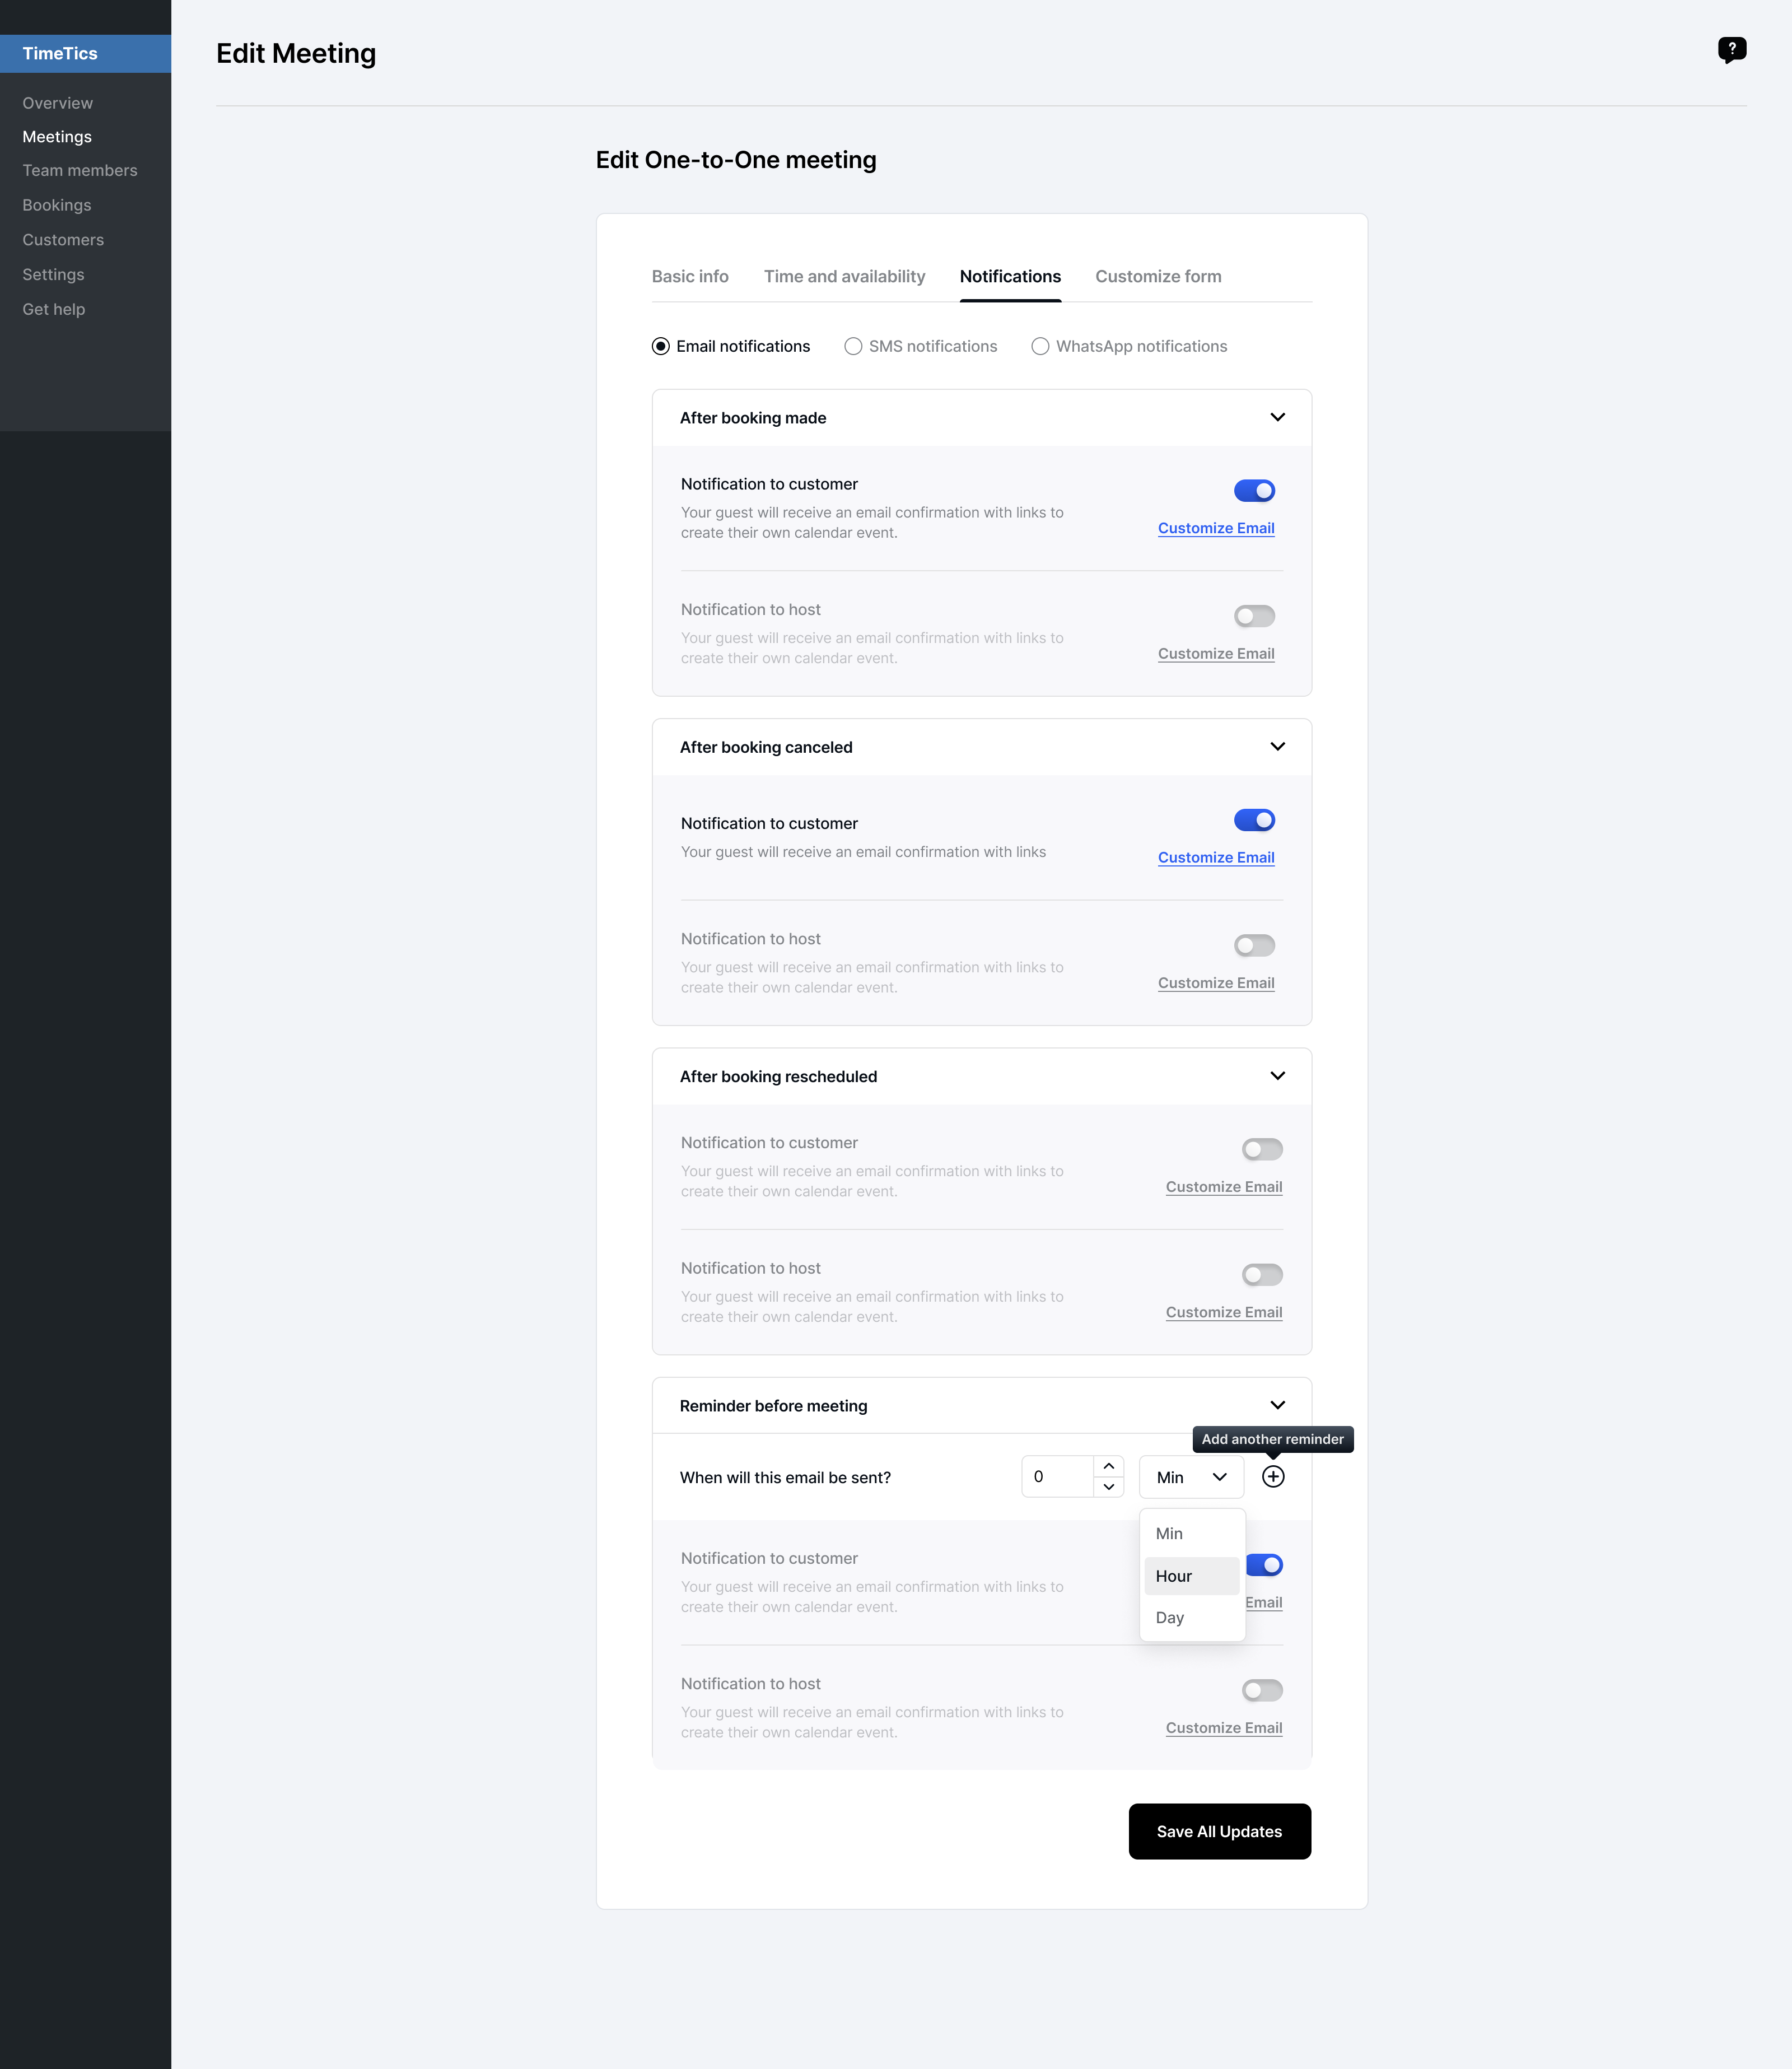 TimeTics
Overview
Meetings
Team members
Bookings
Customers
Settings
Get help
Edit Meeting
?
Edit One-to-One meeting
Basic info
Time and availability
Notifications
Customize form
Email notifications
SMS notifications
WhatsApp notifications
After booking made
Notification to customer
Your guest will receive an email confirmation with links to
create their own calendar event.
Customize Email
Notification to host
Your guest will receive an email confirmation with links to
create their own calendar event.
Customize Email
After booking canceled
Notification to customer
Your guest will receive an email confirmation with links
Customize Email
Notification to host
Your guest will receive an email confirmation with links to
create their own calendar event.
Customize Email
After booking rescheduled
Notification to customer
Your guest will receive an email confirmation with links to
create their own calendar event.
Customize Email
Notification to host
Your guest will receive an email confirmation with links to
create their own calendar event.
Customize Email
Reminder before meeting
Add another reminder
When will this email be sent?
0
Min
Min
Hour
Day
Notification to customer
Your guest will receive an email confirmation with links to
create their own calendar event.
Email
Notification to host
Your guest will receive an email confirmation with links to
create their own calendar event.
Customize Email
Save All Updates